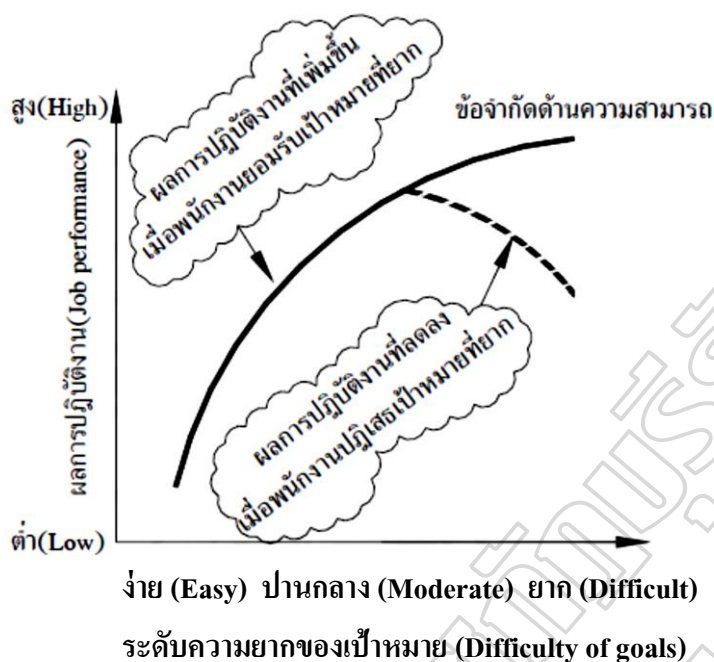 ผลการปฏิบัติงานที่เพิ่มขึ้น
เมื่อพนักงานยอมรับเป้าหมายที่ยาก
สูง(High)
ข้อจำกัดด้านความสามารถ
ผลการปฏิบัติงาน(Job performance)
ผลการปฏิบัติงานที่ลดลง
เมื่อพนักงานปฏิเสธเป้าหมายที่ยาก
ต่ำ(Low)
ง่าย (Easy) ปานกลาง (Moderate) ยาก (Difficult)
ระดับความยากของเป้าหมาย (Difficulty of goals)